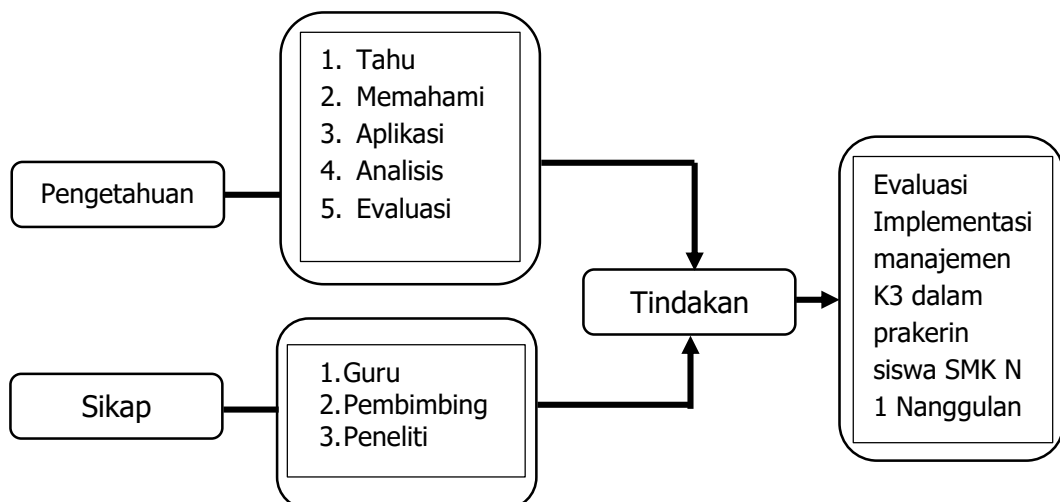 Pengetahuan
1. Tahu
2. Memahami
3. Aplikasi
4. Analisis
5. Evaluasi
Sikap
1.Guru
2.Pembimbing
3.Peneliti
Tindakan
Evaluasi
Implementasi
manajemen
K3 dalam
prakerin
siswa SMK N
1 Nanggulan